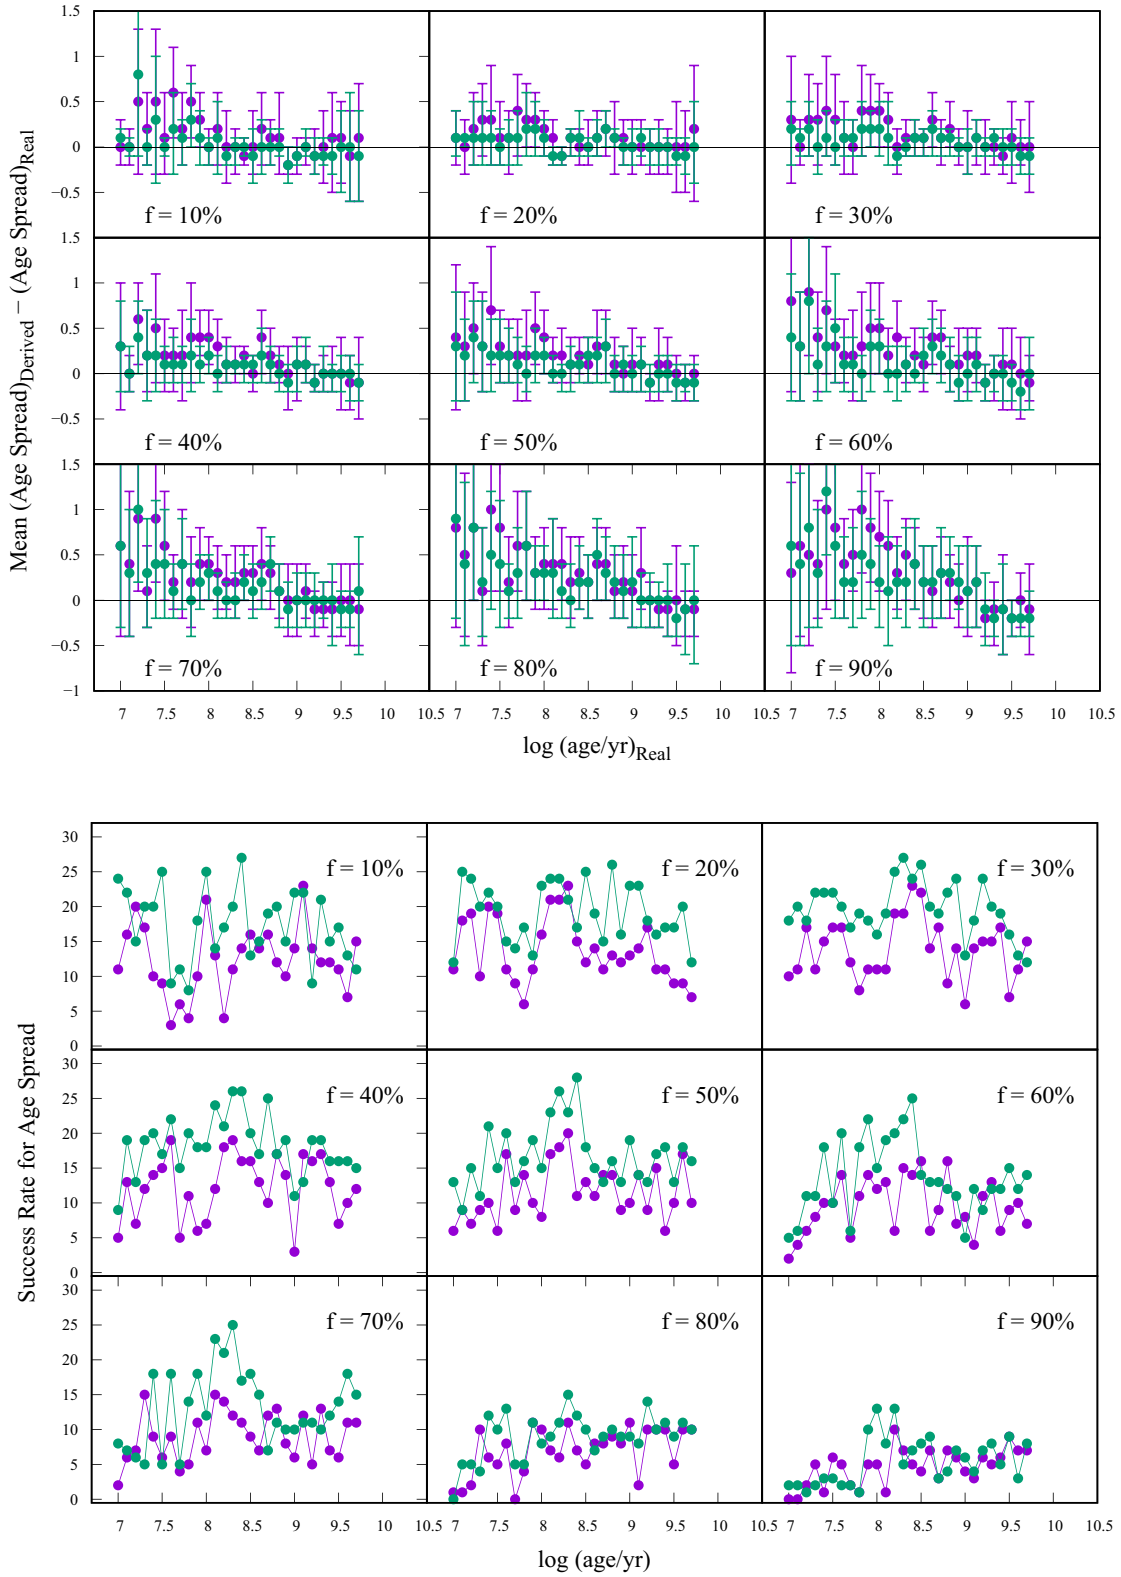 Mean (Age Spread)Derived − (Age Spread)Real
1.5
1
0.5
0
−0.5
f = 10%
f = 20%
f = 30%
1.5
1
0.5
0
−0.5
f = 40%
f = 50%
f = 60%
1.5
1
0.5
0
−0.5
−1
f = 70%
f = 80%
f = 90%
7 7.5 8 8.5 9 9.5 10 10.5 7 7.5 8 8.5 9 9.5 10 10.5 7 7.5 8 8.5 9 9.5 10 10.5
log (age/yr)Real
Success Rate for Age Spread
30
25
20
15
10
5
0
f = 10%
f = 20%
f = 30%
30
25
20
15
10
5
0
f = 40%
f = 50%
f = 60%
30
25
20
15
10
5
0
f = 70%
f = 80%
f = 90%
7 7.5 8 8.5 9 9.5 10 10.5 7 7.5 8 8.5 9 9.5 10 10.5 7 7.5 8 8.5 9 9.5 10 10.5
log (age/yr)